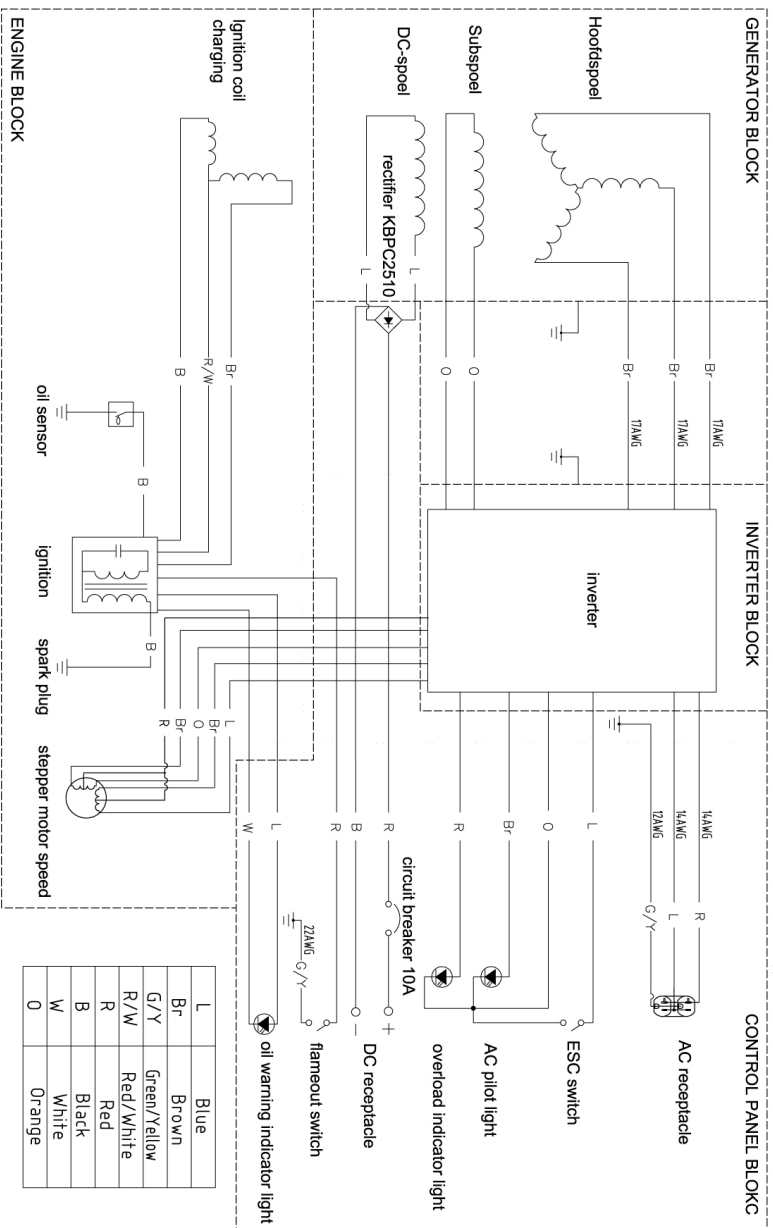 GENERATOR BLOCK
INVERTER BLOCK
CONTROL PANEL BLOKC
Hoofdspoel
Subspoel
DC-spoel
rectifier KBPC2510
L
L
Br
17AWG
Br
17AWG
Br
17AWG
O
O
inverter
14AWG
R
14AWG
L
12AWG
G/Y
AC receptacle
L
ESC switch
O
Br
AC pilot light
R
overload indicator light
circuit breaker 10A
R
B
+
−
DC receptacle
R
22AWG
G/Y
flameout switch
L
W
oil warning indicator light
Ignition coil
charging
Br
R/W
B
oil sensor
B
ignition
B
spark plug
L
Br
O
Br
R
stepper motor speed
ENGINE BLOCK
L Blue
Br Brown
G/Y Green/Yellow
R/W Red/White
R Red
B Black
W White
O Orange